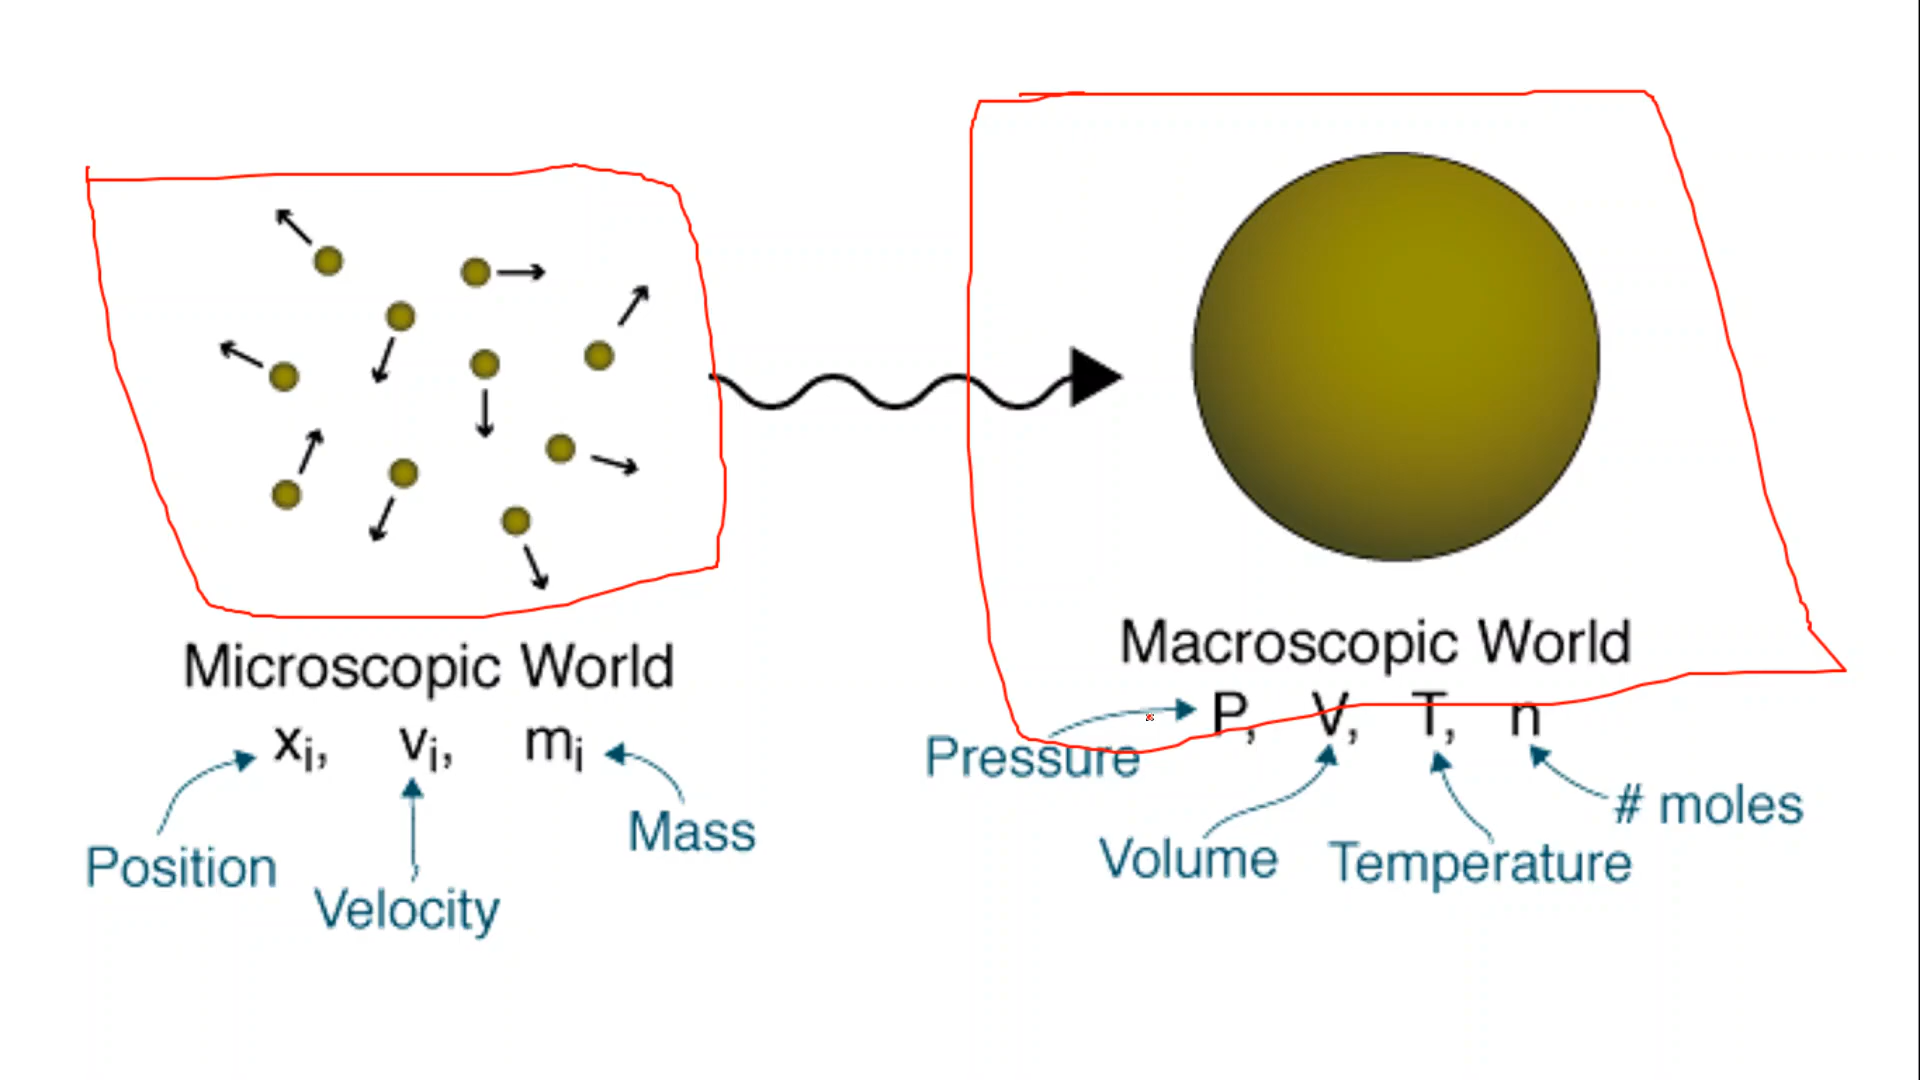 Microscopic World
xᵢ, vᵢ, mᵢ
Position
Velocity
Mass
Macroscopic World
P, V, T, n
Pressure
Volume
Temperature
# moles